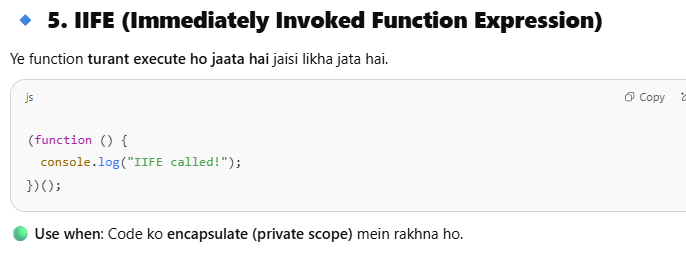 🔹 5. IIFE (Immediately Invoked Function Expression)
Ye function turant execute ho jaata hai jaisi likha jata hai.
js
Copy
(function () {
  console.log("IIFE called!");
})();
🟢 Use when: Code ko encapsulate (private scope) mein rakhna ho.